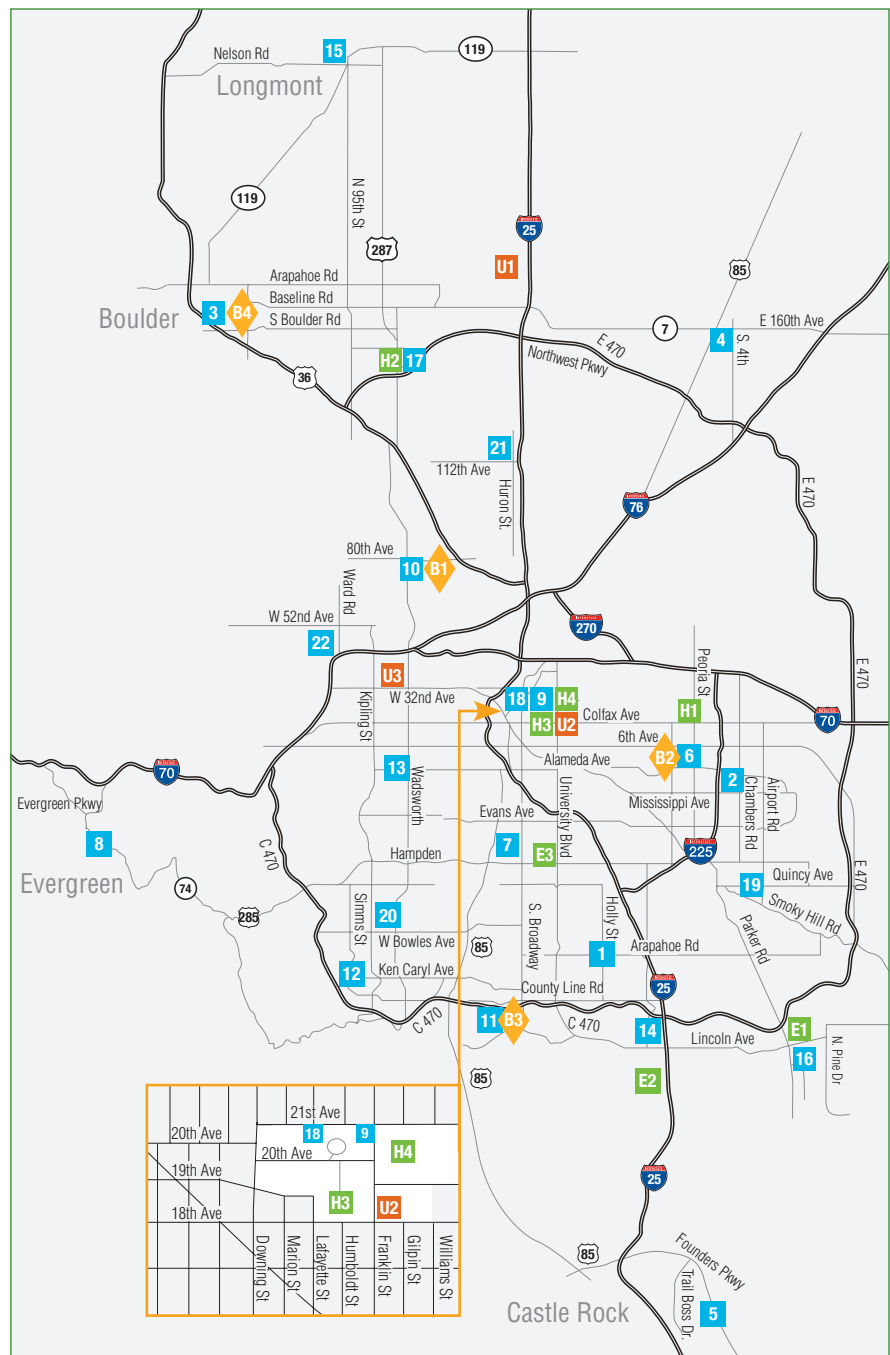 15
119
Nelson Rd
Longmont
119
N 95th St
287
INTERSTATE
25
U1
85
Arapahoe Rd
Baseline Rd
3
B4
S Boulder Rd
Boulder
7
E 160th Ave
4
S. 4th
E 470
Northwest Pkwy
H2
17
36
21
112th Ave
Huron St.
INTERSTATE
76
E 470
80th Ave
10
B1
Ward Rd
W 52nd Ave
INTERSTATE
270
22
Peoria St
E 470
U3
W 32nd Ave
Kipling St
18
9
H4
H3
U2
Colfax Ave
H1
INTERSTATE
70
6th Ave
B2
6
Alameda Ave
INTERSTATE
70
13
Wadsworth
2
Mississippi Ave
Chambers Rd
Airport Rd
Evergreen Pkwy
University Blvd
Evans Ave
8
7
Hampden
E3
INTERSTATE
225
C 470
E 470
Evergreen
74
285
Quincy Ave
19
Smoky Hill Rd
Simms St
20
W Bowles Ave
85
S. Broadway
Holly St
1
Arapahoe Rd
Parker Rd
12
Ken Caryl Ave
County Line Rd
INTERSTATE
25
C 470
11
B3
C 470
14
Lincoln Ave
E1
16
N. Pine Dr
85
E2
21st Ave
20th Ave
18
9
20th Ave
H4
19th Ave
H3
U2
18th Ave
Downing St
Marion St
Lafayette St
Humboldt St
Franklin St
Gilpin St
Williams St
INTERSTATE
25
85
Founders Pkwy
Castle Rock
Trail Boss Dr.
5